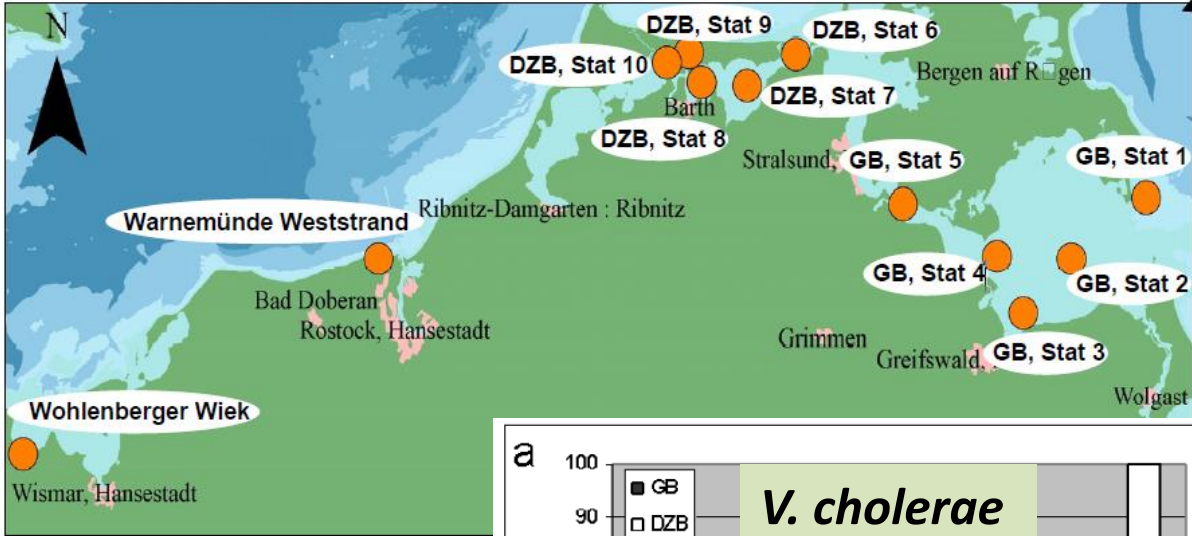 N
DZB, Stat 9
DZB, Stat 6
DZB, Stat 10
Bergen auf R□gen
DZB, Stat 7
Barth
DZB, Stat 8
Stralsund,
GB, Stat 5
GB, Stat 1
Warnemünde Weststrand
Ribnitz-Damgarten : Ribnitz
GB, Stat 4
GB, Stat 2
Bad Doberan
Rostock, Hansestadt
Grimmen
Greifswald,
GB, Stat 3
Wolgast
Wohlenberger Wiek
Wismar, Hansestadt
a
100
GB
V. cholerae
90
DZB